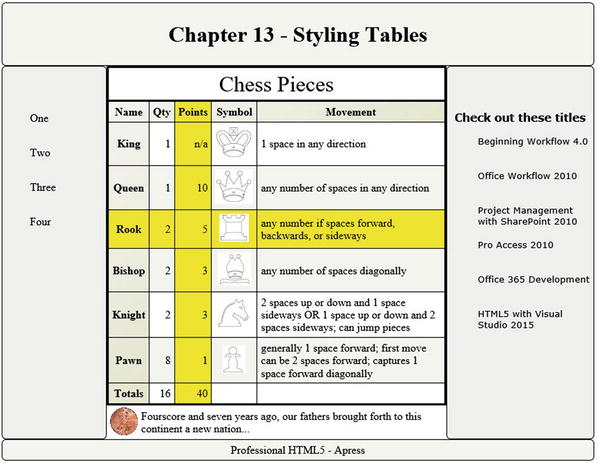 Chapter 13 - Styling Tables
One
Two
Three
Four
Chess Pieces
Name Qty Points Symbol Movement
King 1 n/a 1 space in any direction
Queen 1 10 any number of spaces in any direction
Rook 2 5 any number if spaces forward,
backwards, or sideways
Bishop 2 3 any number of spaces diagonally
Knight 2 3 2 spaces up or down and 1 space
sideways OR 1 space up or down and 2
spaces sideways; can jump pieces
Pawn 8 1 generally 1 space forward; first move
can be 2 spaces forward; captures 1
space forward diagonally
Totals 16 40
Fourscore and seven years ago, our fathers brought forth to this
continent a new nation...
Check out these titles
Beginning Workflow 4.0
Office Workflow 2010
Project Management
with SharePoint 2010
Pro Access 2010
Office 365 Development
HTML5 with Visual
Studio 2015
Professional HTML5 - Apress